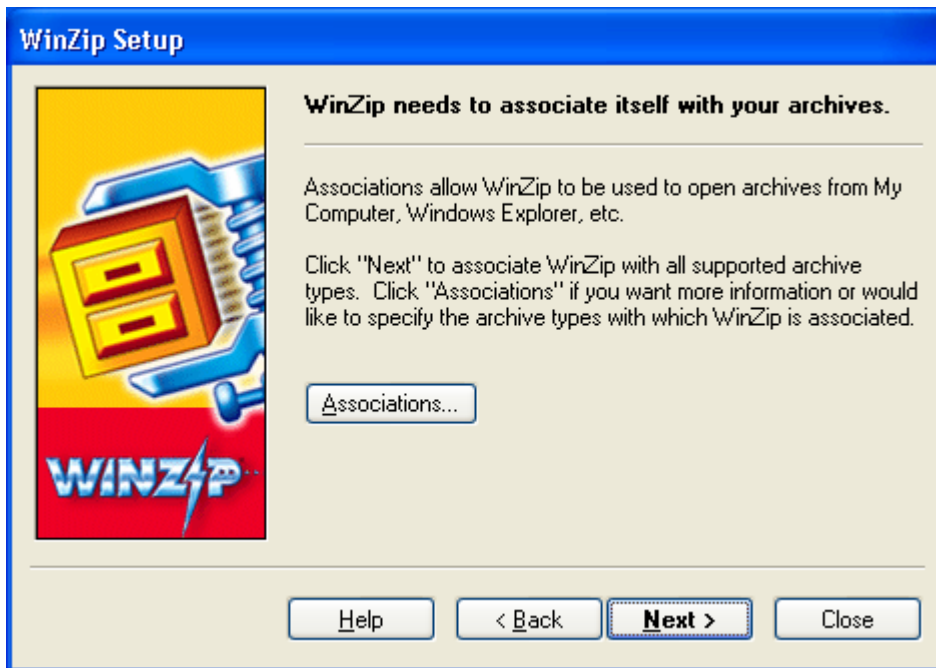 WinZip Setup
WinZip needs to associate itself with your archives.
Associations allow WinZip to be used to open archives from My
Computer, Windows Explorer, etc.
Click "Next" to associate WinZip with all supported archive
types.  Click "Associations" if you want more information or would
like to specify the archive types with which WinZip is associated.
Associations...
WINZIP
Help
< Back
Next >
Close